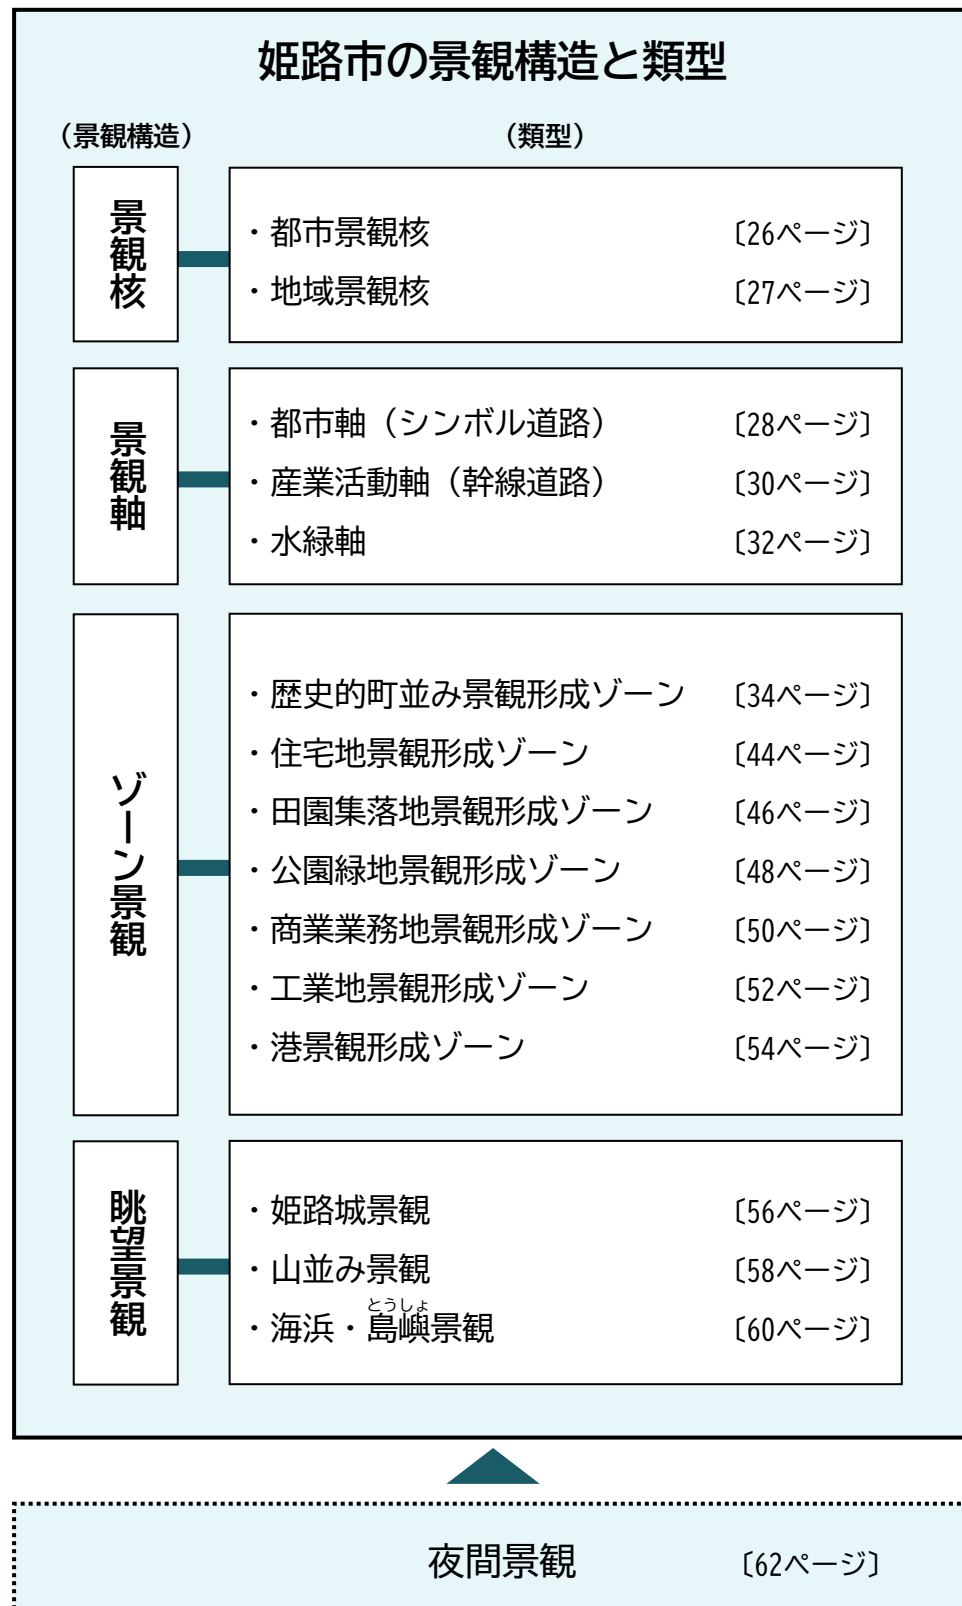 姫路市の景観構造と類型
（景観構造） （類型）
景観核
・都市景観核 〔26ページ〕
・地域景観核 〔27ページ〕
景観軸
・都市軸（シンボル道路） 〔28ページ〕
・産業活動軸（幹線道路） 〔30ページ〕
・水緑軸 〔32ページ〕
ゾーン景観
・歴史的町並み景観形成ゾーン 〔34ページ〕
・住宅地景観形成ゾーン 〔44ページ〕
・田園集落地景観形成ゾーン 〔46ページ〕
・公園緑地景観形成ゾーン 〔48ページ〕
・商業業務地景観形成ゾーン 〔50ページ〕
・工業地景観形成ゾーン 〔52ページ〕
・港景観形成ゾーン 〔54ページ〕
眺望景観
・姫路城景観 〔56ページ〕
・山並み景観 〔58ページ〕
とうしょ
・海浜・島嶼景観 〔60ページ〕
夜間景観 〔62ページ〕